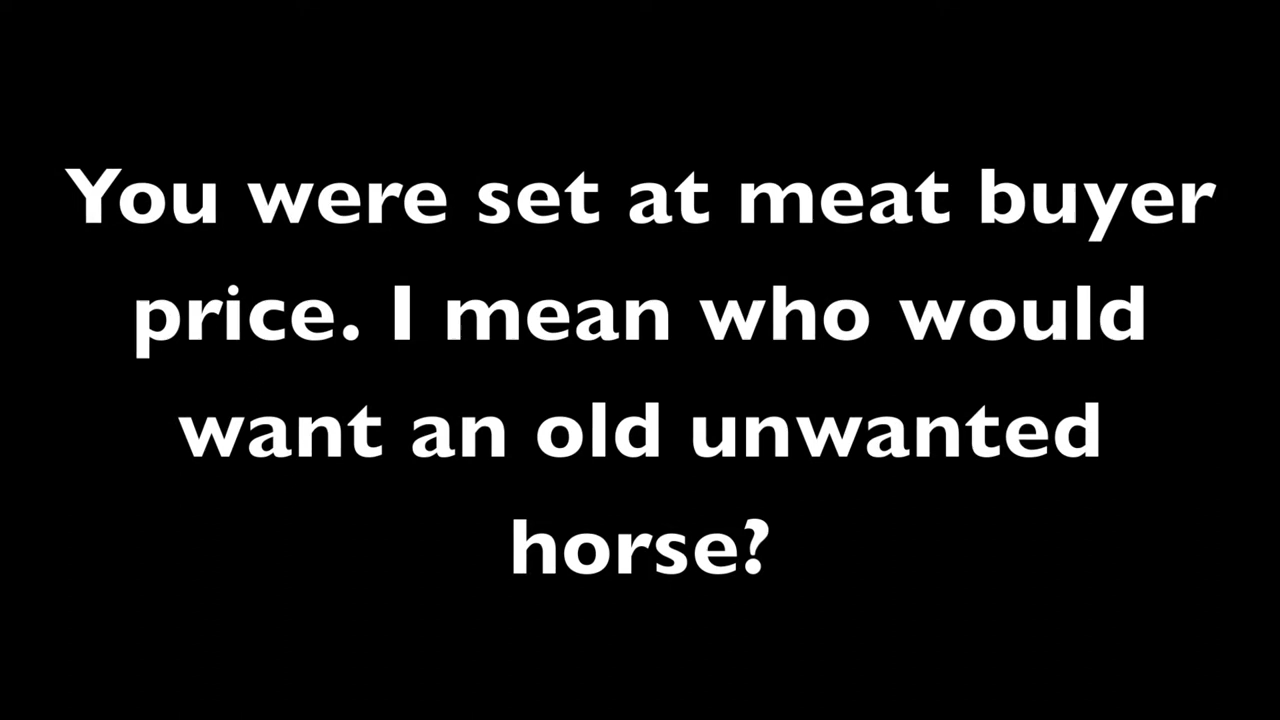 You were set at meat buyer
price. I mean who would
want an old unwanted
horse?